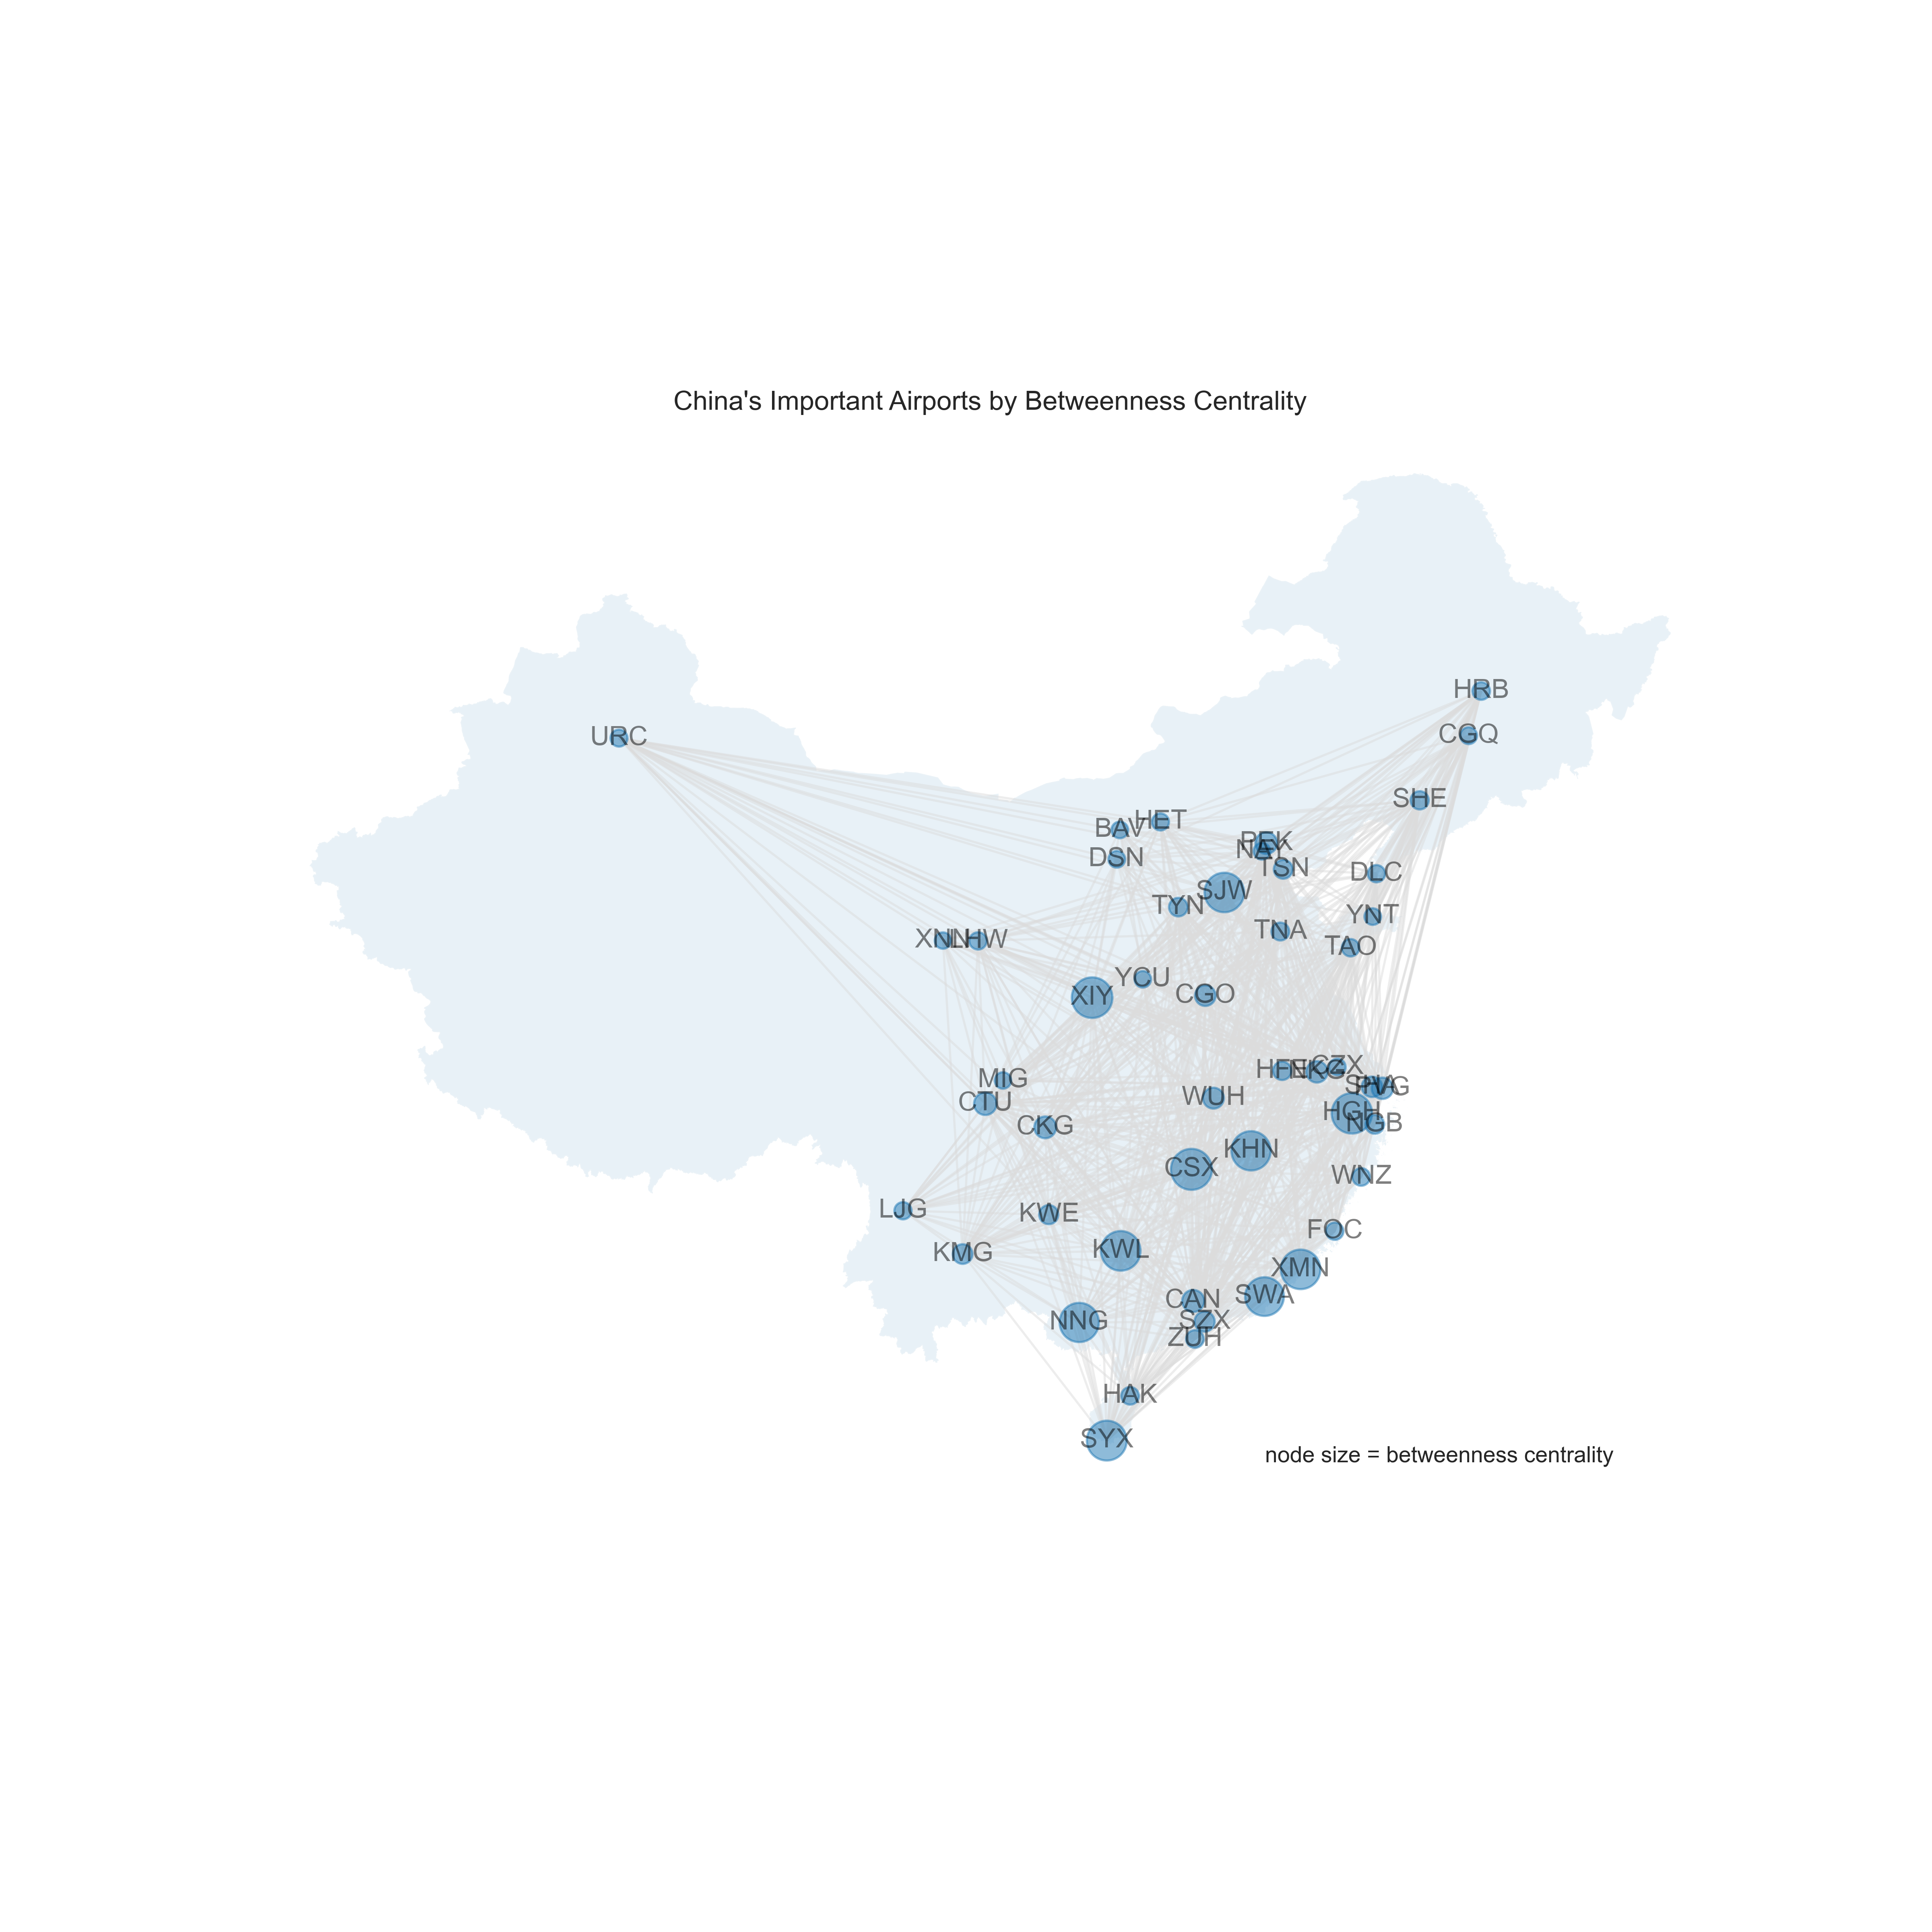 China's Important Airports by Betweenness Centrality
HRB
CGQ
URC
SHE
HET
BAV
PEK
NAY
DSN
TSN
DLC
SJW
TYN
YNT
TNA
TAO
XNN
LHW
YCU
XIY
CGO
CZX
HFE
NKG
MIG
SHA
PVG
WUH
CTU
HGH
CKG
NGB
KHN
CSX
WNZ
LJG
KWE
FOC
KMG
KWL
XMN
SWA
CAN
NNG
SZX
ZUH
HAK
SYX
node size = betweenness centrality